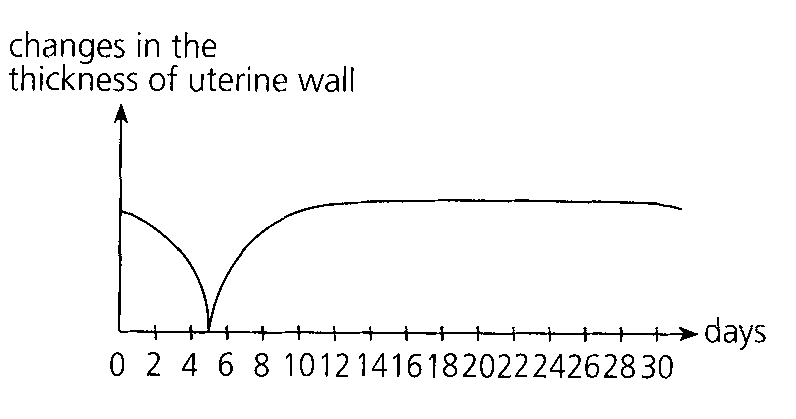 changes in the
thickness of uterine wall
days
0 2 4 6 8 10 12 14 16 18 20 22 24 26 28 30